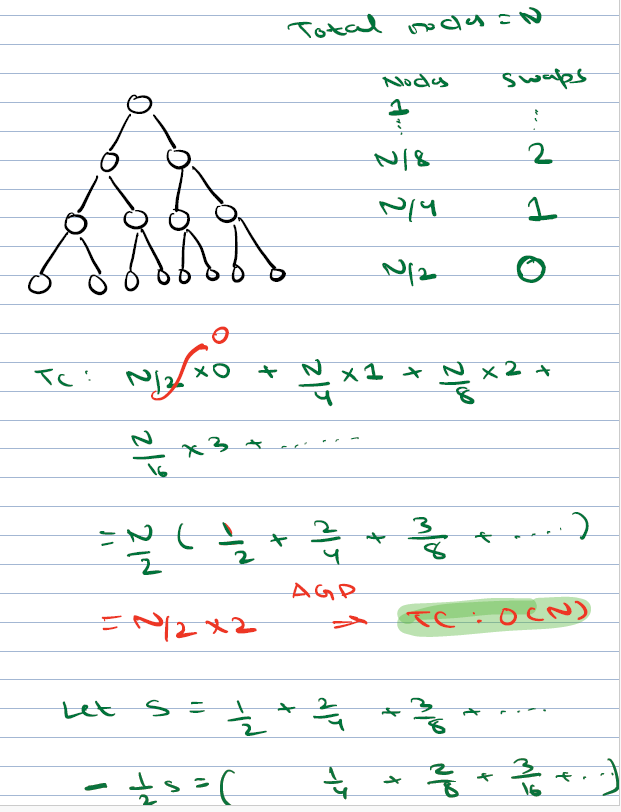 Total nodes = N
Nodes Swaps
1 ⋮
⋮
N/8 2
N/4 1
N/2 0
0
TC : N/2 × 0 + N/4 × 1 + N/8 × 2 +
N/16 × 3 + ......
= N/2 ( 1/2 + 2/4 + 3/8 + ..... )
AGP
= N/2 × 2 ⇒ TC : O(N)
Let S = 1/2 + 2/4 + 3/8 + ....
- 1/2 S = ( 1/4 + 2/8 + 3/16 + ... )